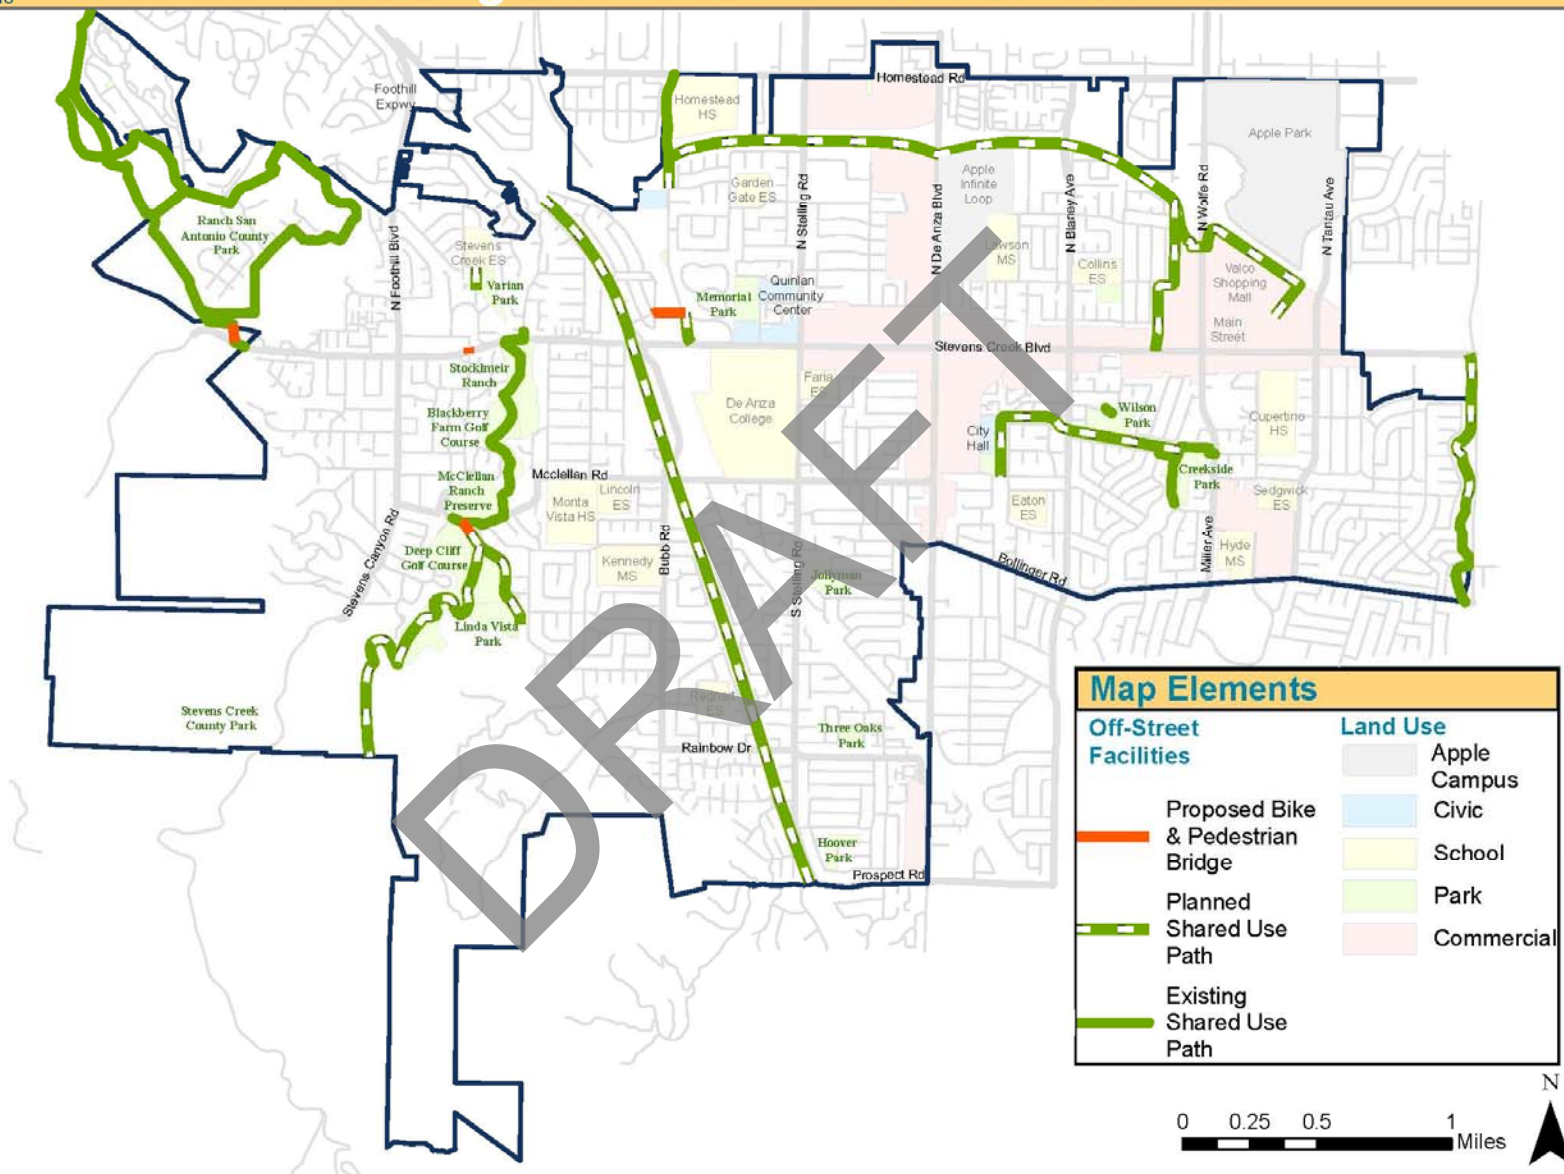 Homestead Rd
Foothill
Expwy
Homestead
HS
Apple Park
Garden
Gate ES
Apple
Infinite
Loop
N Stelling Rd
N De Anza Blvd
N Blaney Ave
N Wolfe Rd
N Tantau Ave
Ranch San
Antonio County
Park
N Foothill Blvd
Stevens
Creek ES
Varian
Park
Lawson
MS
Collins
ES
Valco
Shopping
Mall
Main
Street
Memorial
Park
Quinlan
Community
Center
Stevens Creek Blvd
Stocklmeir
Ranch
Blackberry
Farm Golf
Course
McClellan
Ranch
Preserve
De Anza
College
Faria
ES
City
Hall
Wilson
Park
Cupertino
HS
Creekside
Park
Sedgwick
ES
Mcclellan Rd
Monta
Vista HS
Lincoln
ES
Eaton
ES
Hyde
MS
Miller Ave
Bollinger Rd
Stevens Canyon Rd
Deep Cliff
Golf Course
Kennedy
MS
Bubb Rd
S Stelling Rd
Jollyman
Park
Linda Vista
Park
Stevens Creek
County Park
Regnart
ES
Rainbow Dr
Three Oaks
Park
Hoover
Park
Prospect Rd
DRAFT
Map Elements
Off-Street
Facilities
Proposed Bike
& Pedestrian
Bridge
Planned
Shared Use
Path
Existing
Shared Use
Path
Land Use
Apple
Campus
Civic
School
Park
Commercial
N
0 0.25 0.5 1
Miles